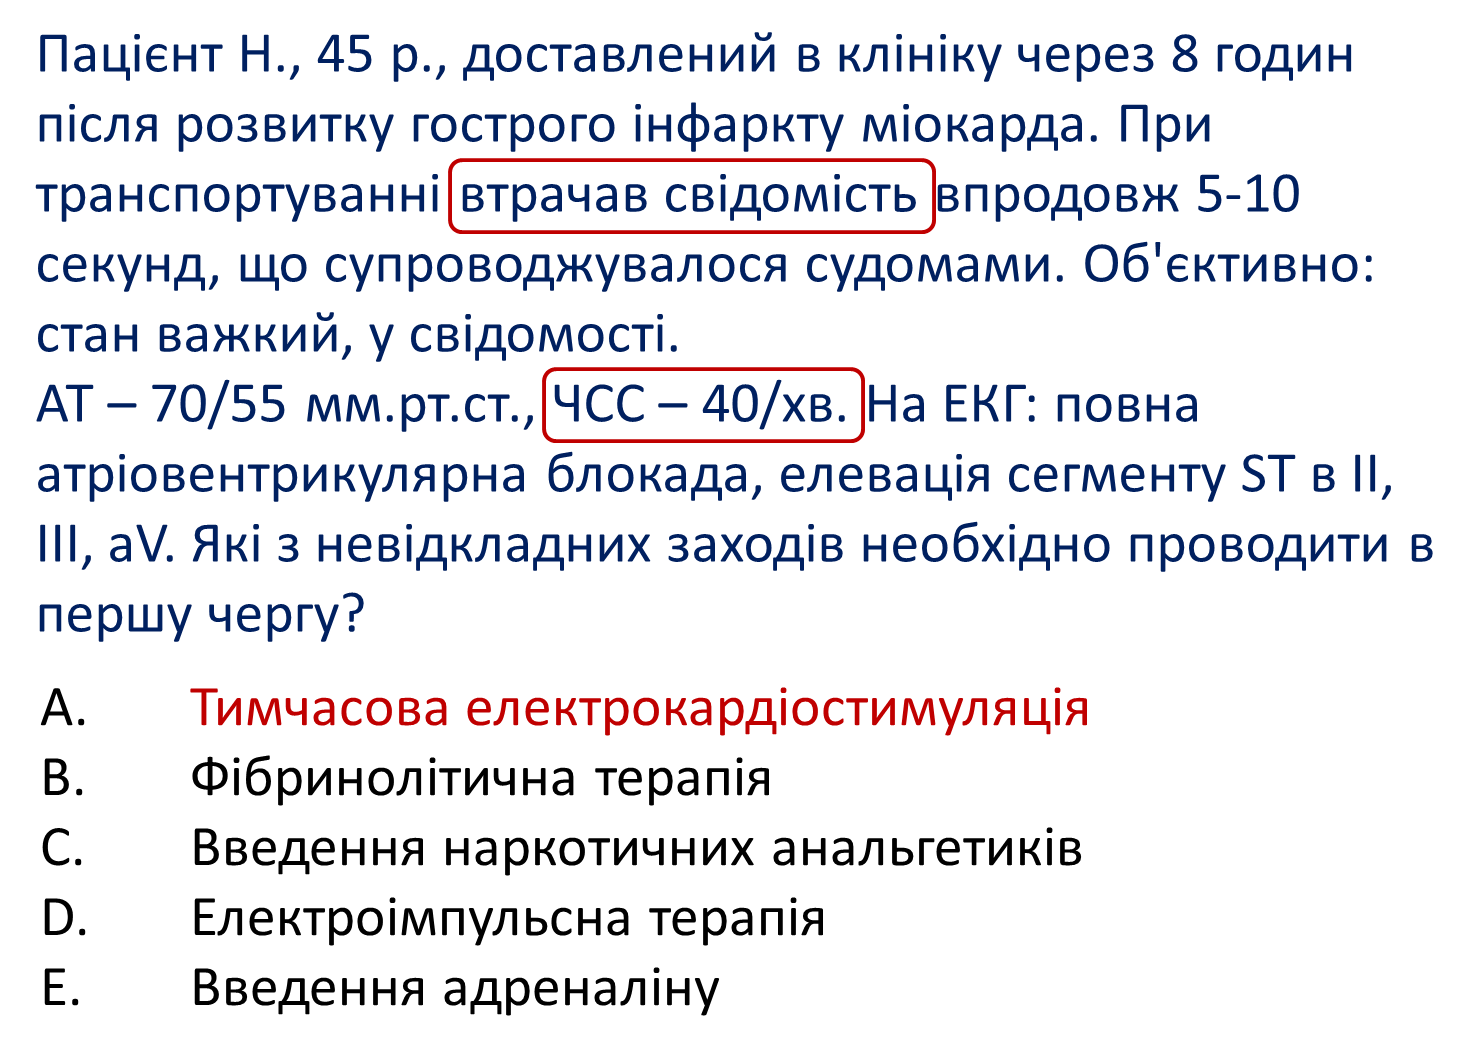 Пацієнт Н., 45 р., доставлений в клініку через 8 годин
після розвитку гострого інфаркту міокарда. При
транспортуванні втрачав свідомість впродовж 5-10
секунд, що супроводжувалося судомами. Об'єктивно:
стан важкий, у свідомості.
АТ – 70/55 мм.рт.ст., ЧСС – 40/хв. На ЕКГ: повна
атріовентрикулярна блокада, елевація сегменту ST в II,
III, aV. Які з невідкладних заходів необхідно проводити в
першу чергу?
A. Тимчасова електрокардіостимуляція
B. Фібринолітична терапія
C. Введення наркотичних анальгетиків
D. Електроімпульсна терапія
E. Введення адреналіну